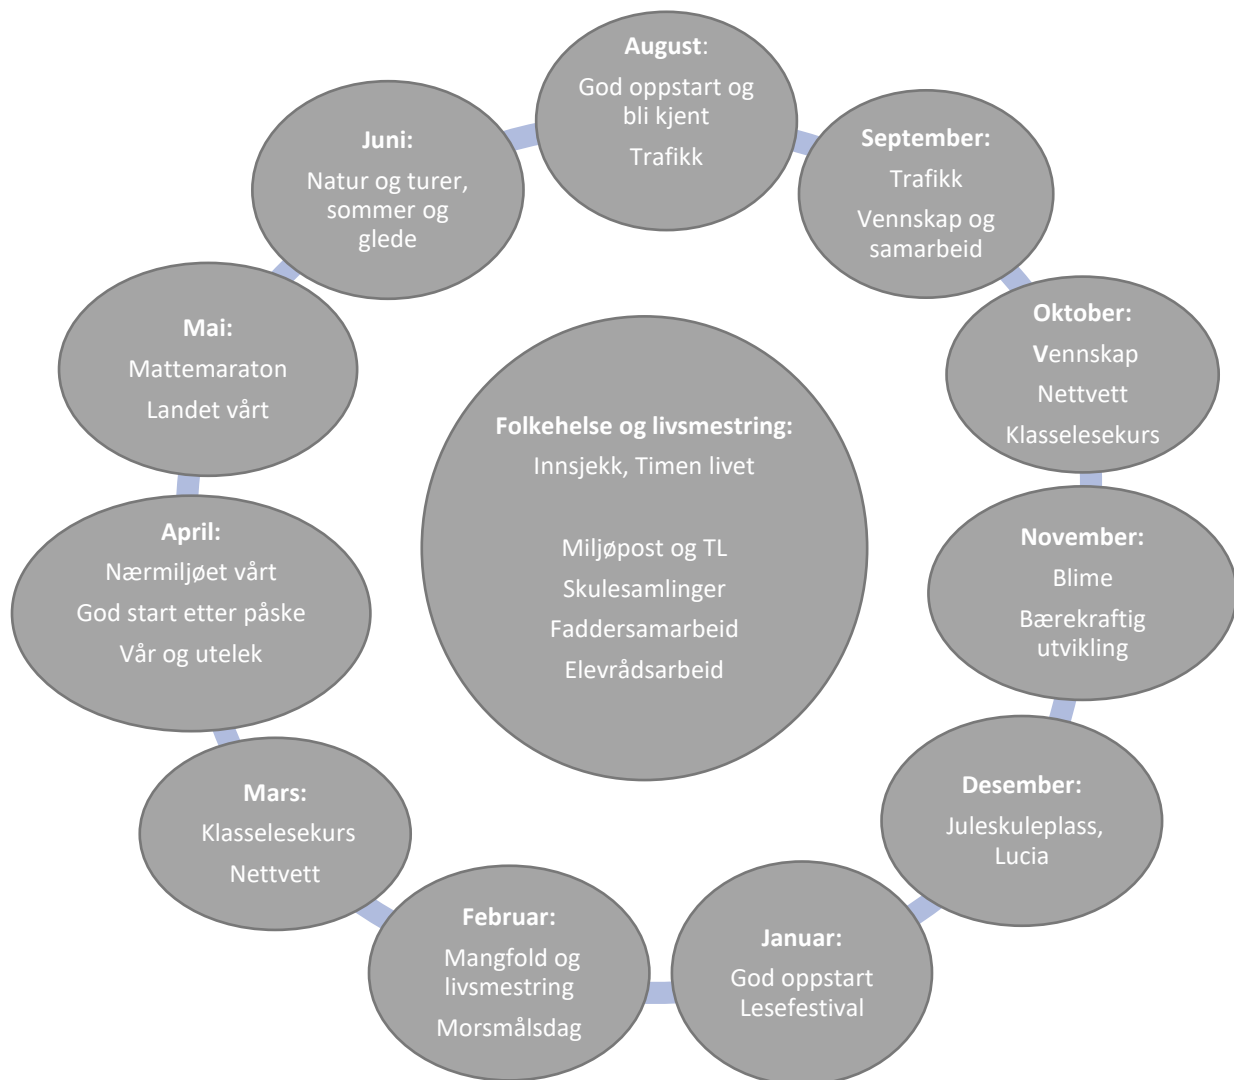 August:
God oppstart og
bli kjent
Trafikk
September:
Trafikk
Vennskap og
samarbeid
Oktober:
Vennskap
Nettvett
Klasselesekurs
November:
Blime
Bærekraftig
utvikling
Desember:
Juleskuleplass,
Lucia
Januar:
God oppstart
Lesefestival
Februar:
Mangfold og
livsmestring
Morsmålsdag
Mars:
Klasselesekurs
Nettvett
April:
Nærmiljøet vårt
God start etter påske
Vår og utelek
Mai:
Mattemaraton
Landet vårt
Juni:
Natur og turer,
sommer og
glede
Folkehelse og livsmestring:
Innsjekk, Timen livet
Miljøpost og TL
Skulesamlinger
Faddersamarbeid
Elevrådsarbeid